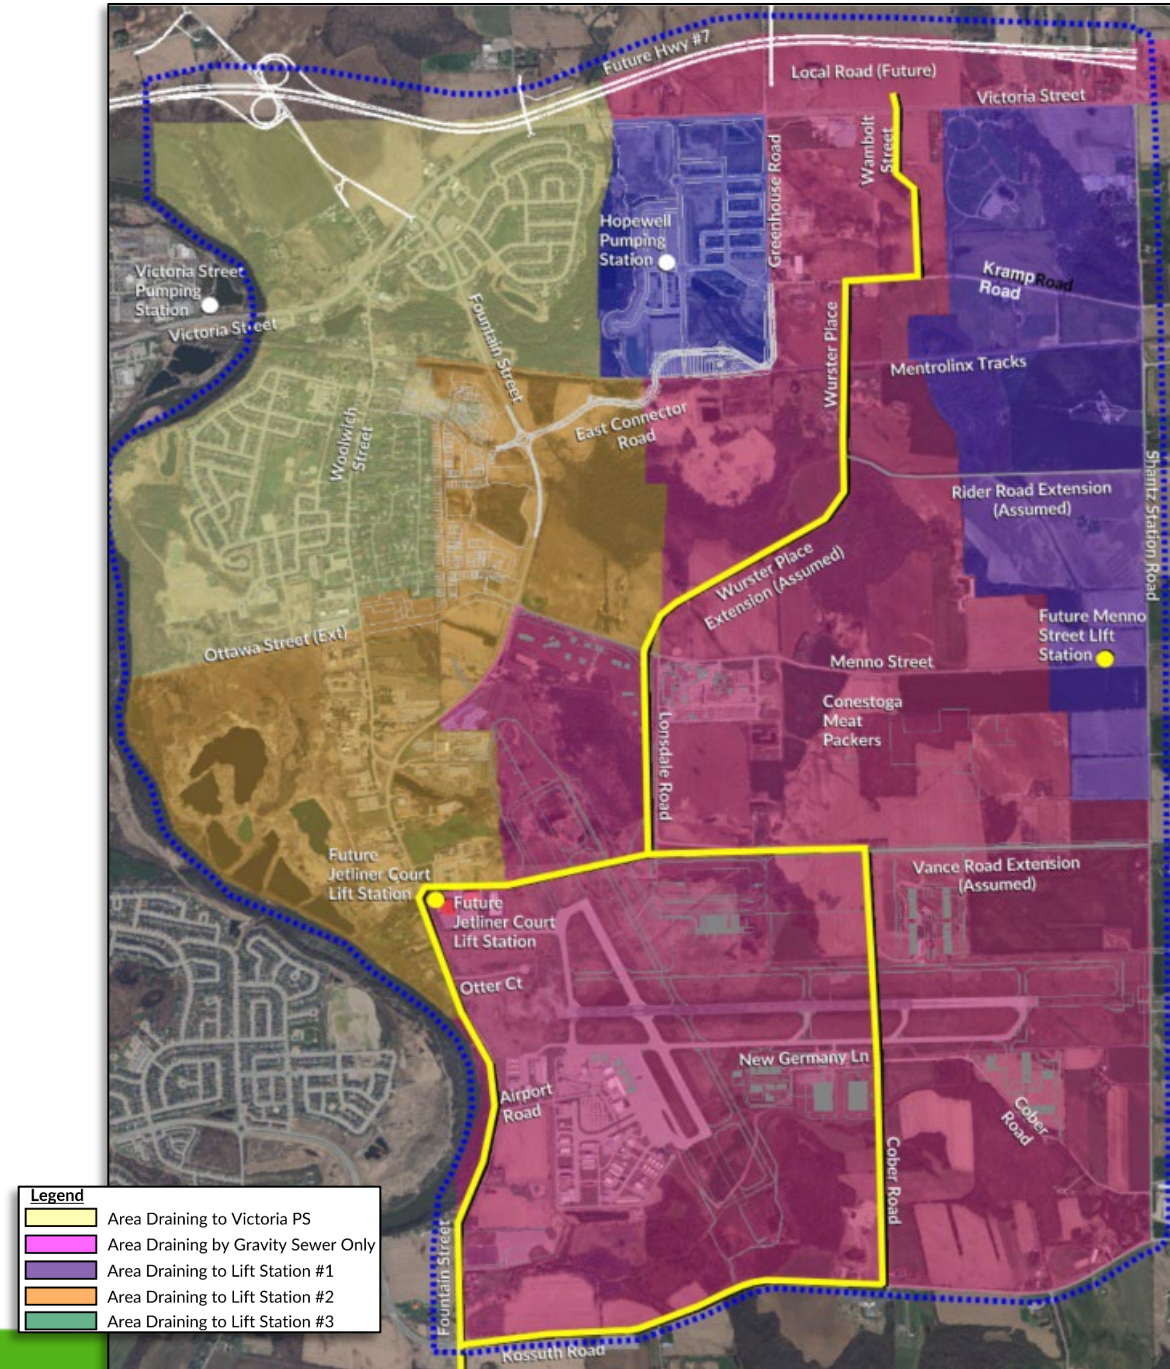 Future Hwy #7
Local Road (Future)
Victoria Street
Wambolt
Street
Greenhouse Road
Hopewell
Pumping
Station
Victoria Street
Pumping
Station
Victoria Street
Kramp Road
Road
Fountain Street
Wurster Place
Mentrolinx Tracks
East Connector
Road
Woolwich
Street
Rider Road Extension
(Assumed)
Shantz Station Road
Wurster Place
Extension (Assumed)
Future Menno
Street LIft
Station
Ottawa Street (Ext)
Menno Street
Conestoga
Meat
Packers
Lonsdale Road
Future
Jetliner Court
Lift Station
Vance Road Extension
(Assumed)
Future
Jetliner Court
Lift Station
Otter Ct
New Germany Ln
Airport
Road
Cober
Road
Cober Road
Fountain Street
Kossuth Road
Legend
Area Draining to Victoria PS
Area Draining by Gravity Sewer Only
Area Draining to Lift Station #1
Area Draining to Lift Station #2
Area Draining to Lift Station #3